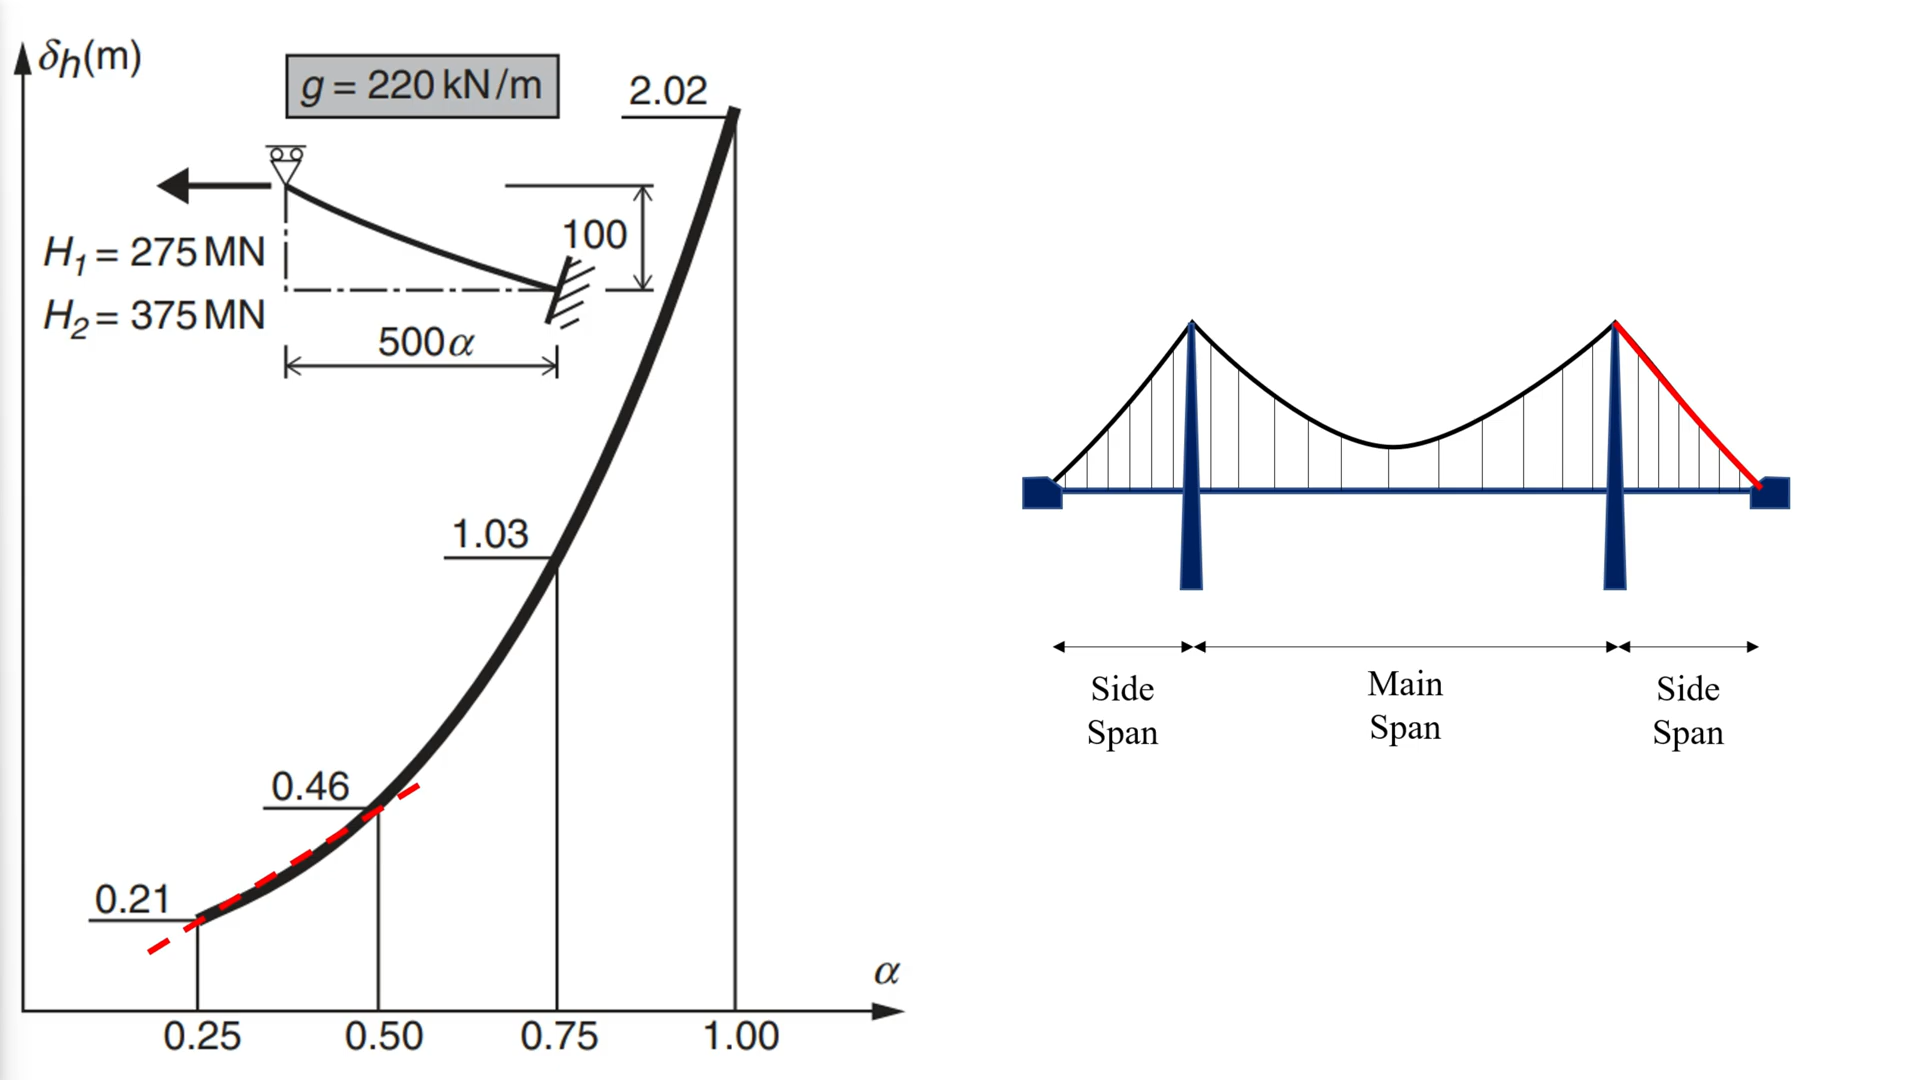 δh(m)
g = 220 kN/m
2.02
H1 = 275 MN
H2 = 375 MN
100
500α
1.03
0.46
0.21
α
0.25 0.50 0.75 1.00
Side Span
Main Span
Side Span